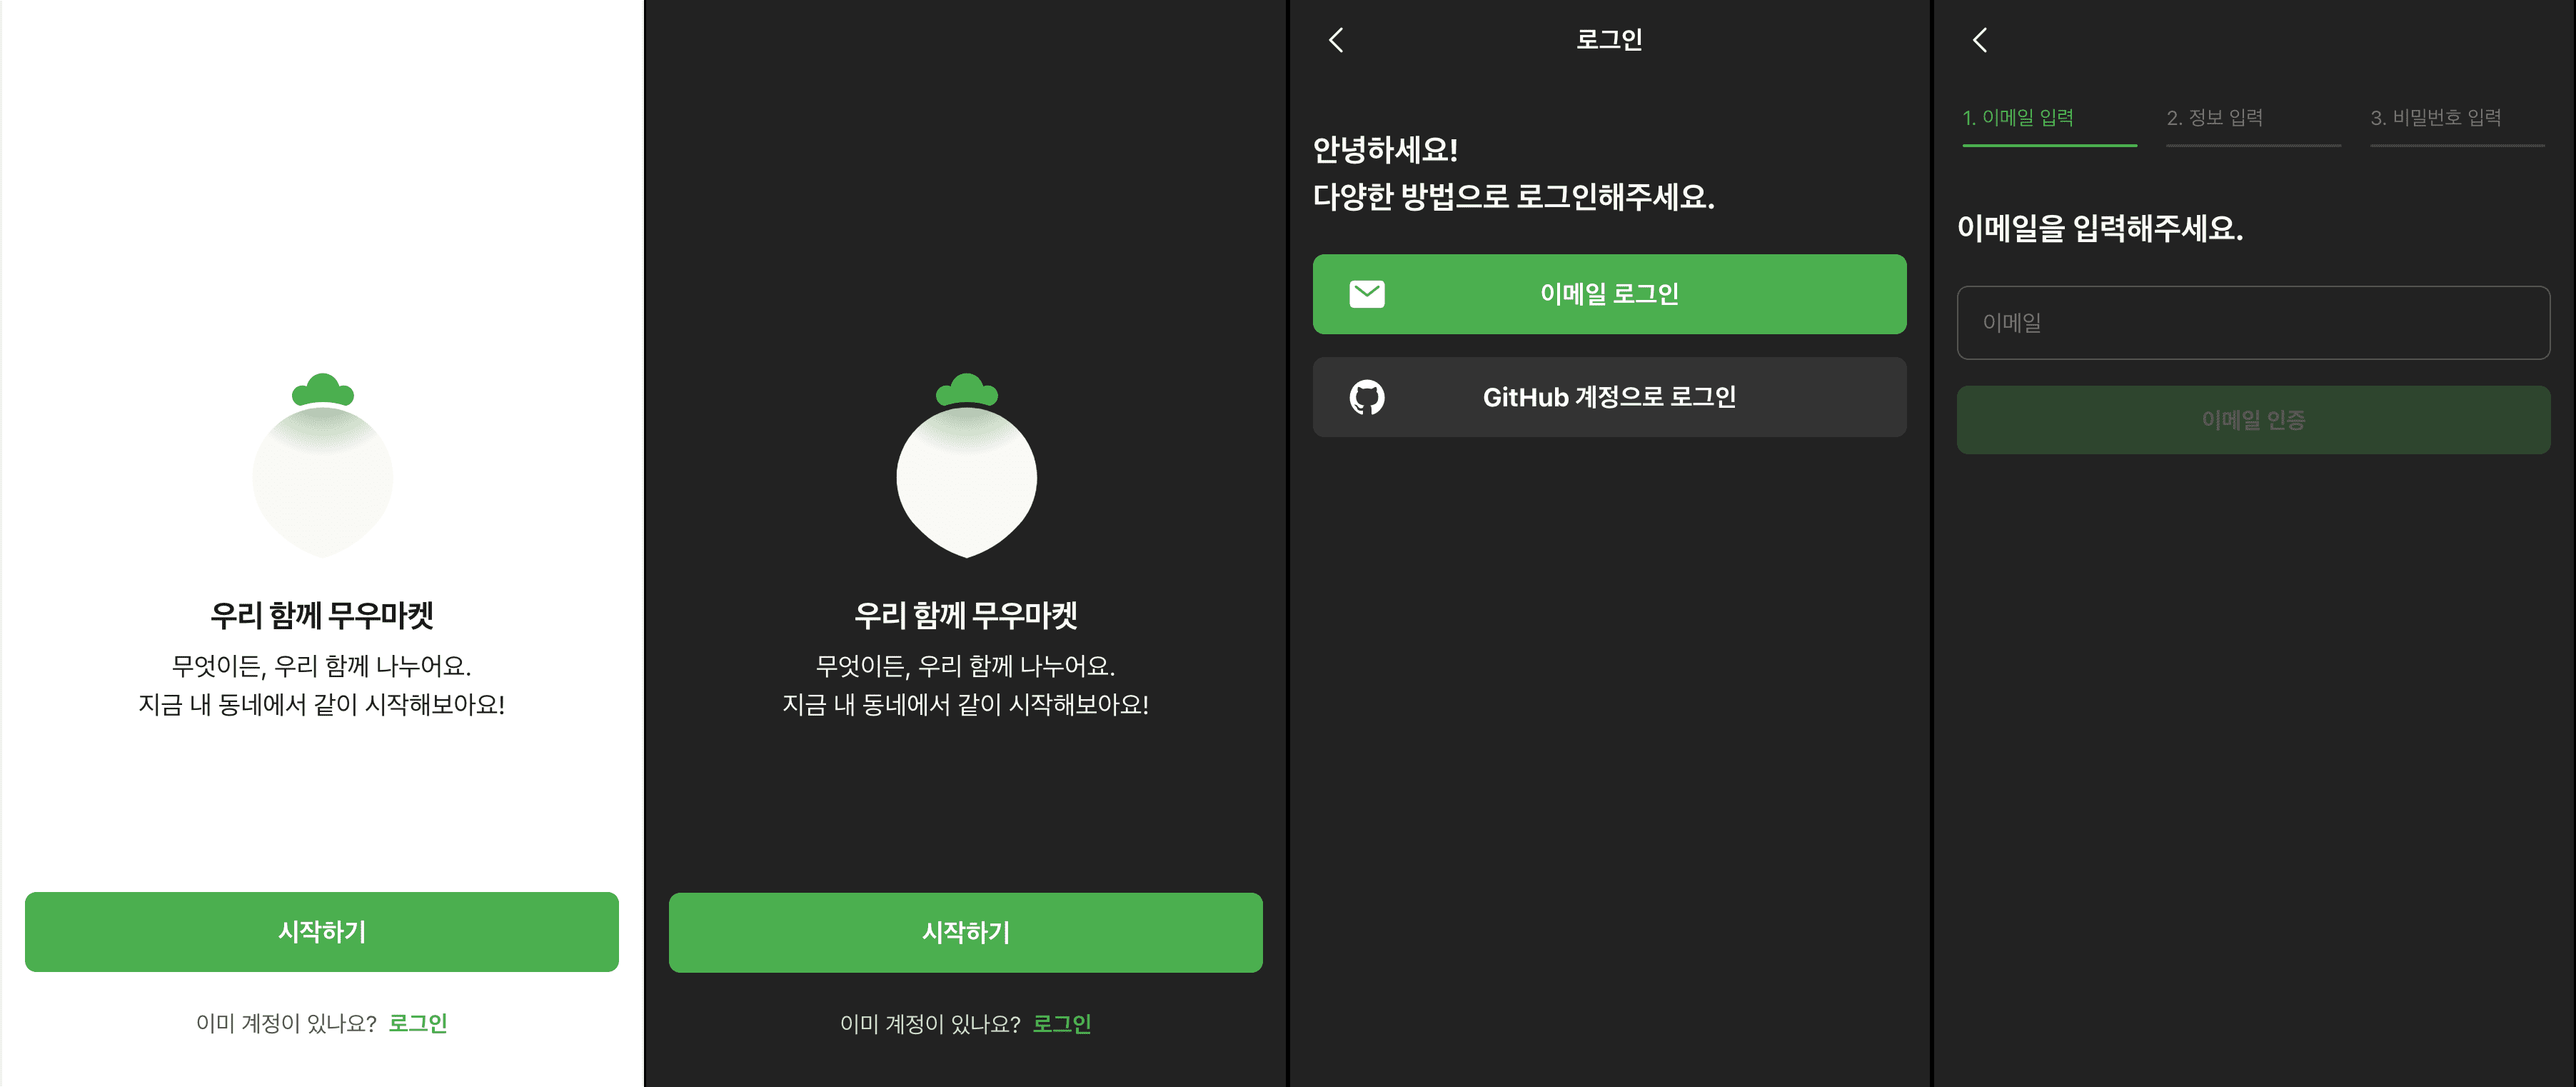 우리 함께 무우마켓
무엇이든, 우리 함께 나누어요.
지금 내 동네에서 같이 시작해보아요!
시작하기
이미 계정이 있나요? 로그인
우리 함께 무우마켓
무엇이든, 우리 함께 나누어요.
지금 내 동네에서 같이 시작해보아요!
시작하기
이미 계정이 있나요? 로그인
로그인
안녕하세요!
다양한 방법으로 로그인해주세요.
이메일 로그인
GitHub 계정으로 로그인
1. 이메일 입력
2. 정보 입력
3. 비밀번호 입력
이메일을 입력해주세요.
이메일
이메일 인증